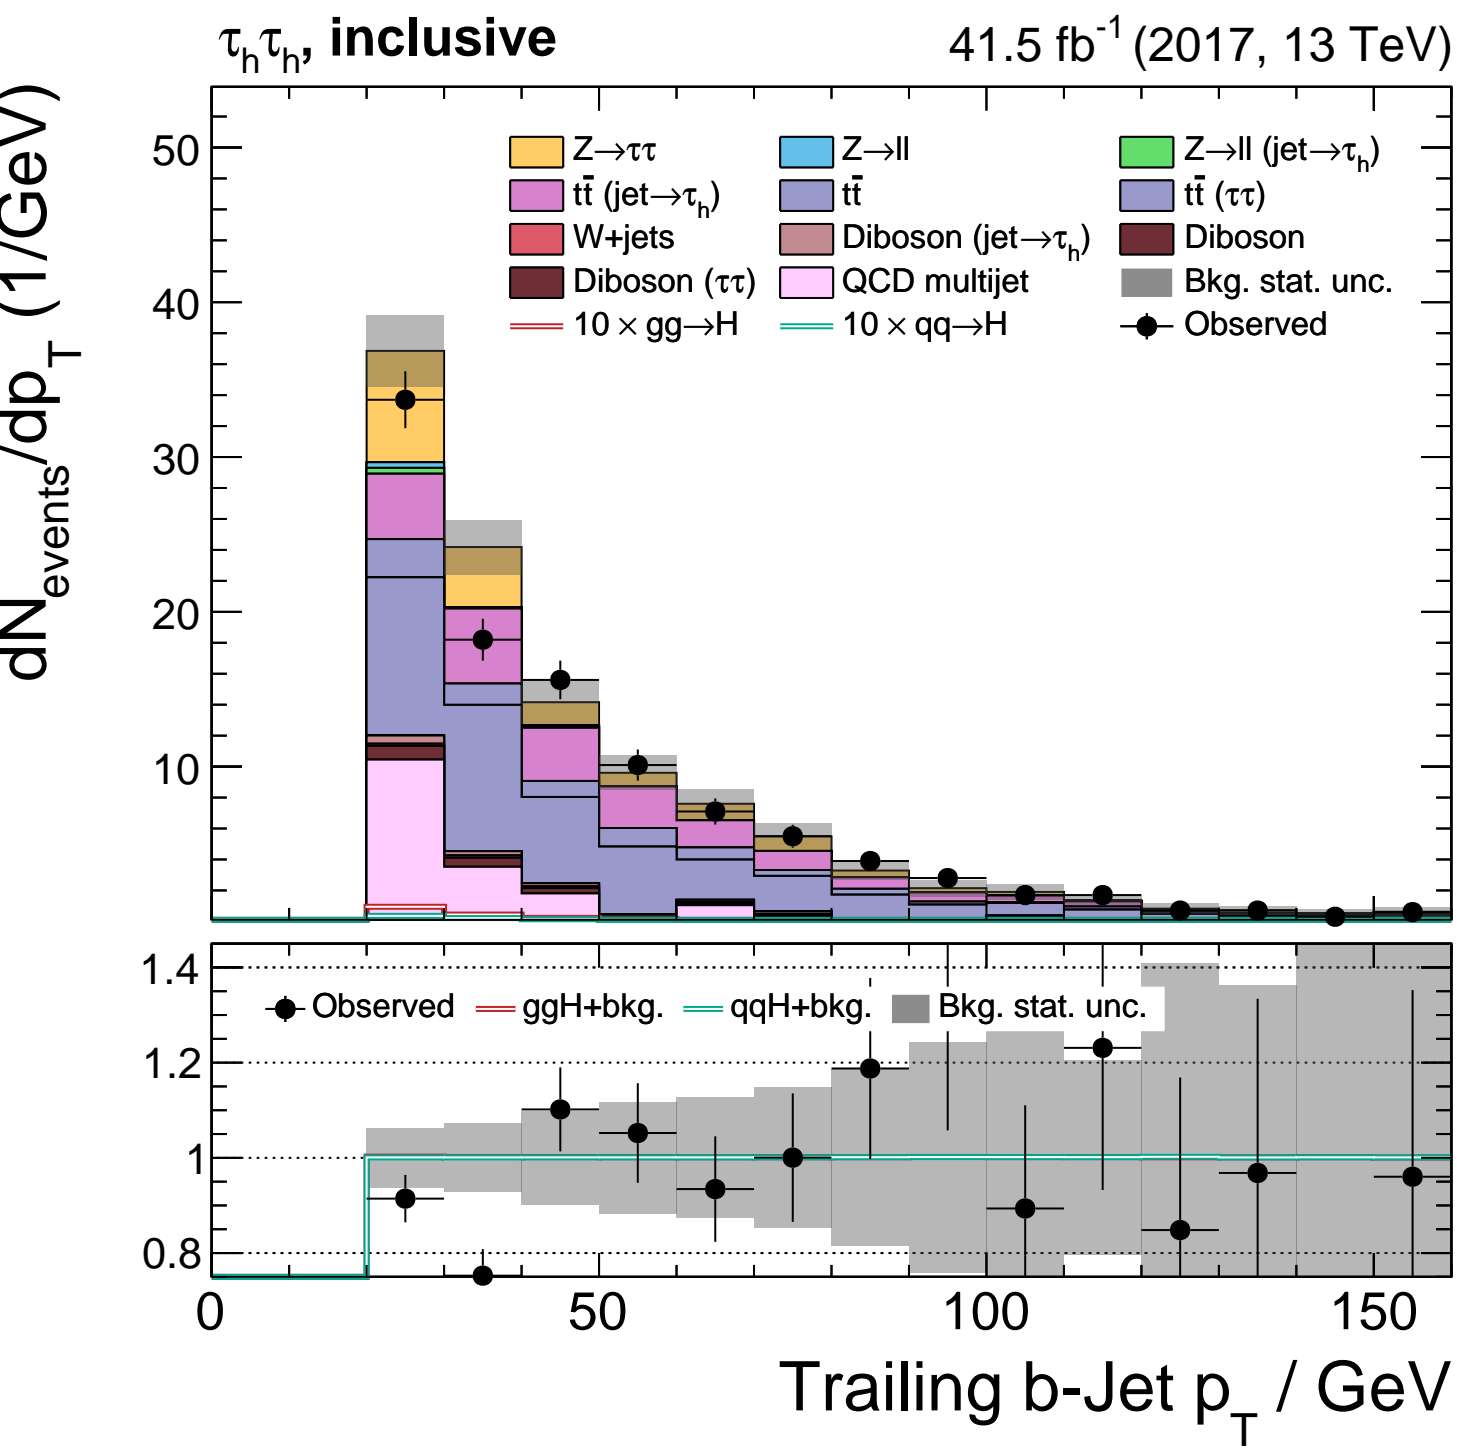 τhτh, inclusive
41.5 fb-1 (2017, 13 TeV)
dNevents/dpT (1/GeV)
50
40
30
20
10
Z→ττ Z→ll Z→ll (jet→τh)
tt̄ (jet→τh) tt̄ tt̄ (ττ)
W+jets Diboson (jet→τh) Diboson
Diboson (ττ) QCD multijet Bkg. stat. unc.
10 × gg→H 10 × qq→H Observed
1.4
1.2
1
0.8
Observed ggH+bkg. qqH+bkg. Bkg. stat. unc.
0 50 100 150
Trailing b-Jet pT / GeV